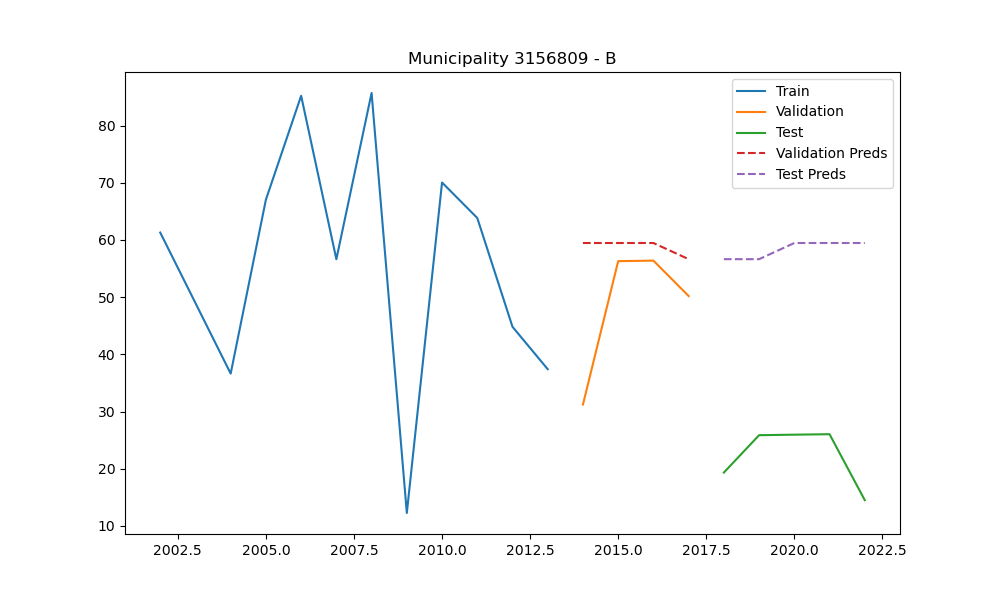 Municipality 3156809 - B
Train
Validation
Test
Validation Preds
Test Preds
80
70
60
50
40
30
20
10
2002.5 2005.0 2007.5 2010.0 2012.5 2015.0 2017.5 2020.0 2022.5